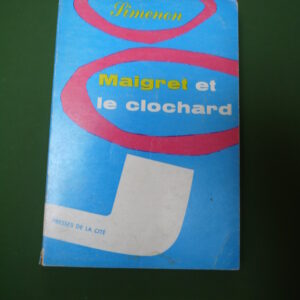 Simenon
Maigret et
le clochard
PRESSES DE LA CITÉ